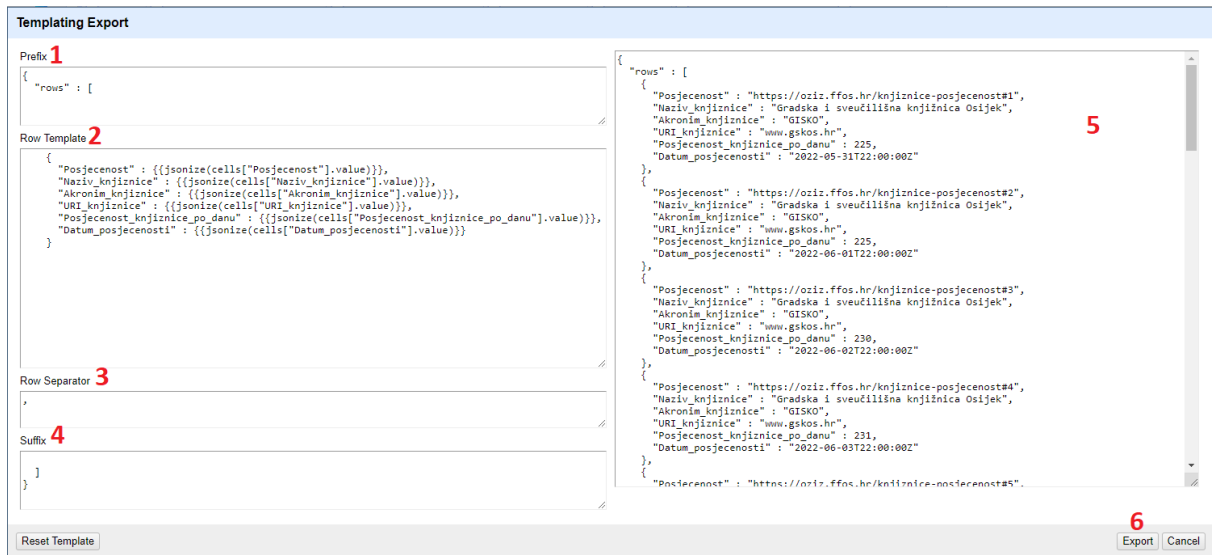 Templating Export
Prefix 1
{
  "rows" : [
Row Template 2
    {
      "Posjecenost" : {{jsonize(cells["Posjecenost"].value)}},
      "Naziv_knjiznice" : {{jsonize(cells["Naziv_knjiznice"].value)}},
      "Akronim_knjiznice" : {{jsonize(cells["Akronim_knjiznice"].value)}},
      "URI_knjiznice" : {{jsonize(cells["URI_knjiznice"].value)}},
      "Posjecenost_knjiznice_po_danu" : {{jsonize(cells["Posjecenost_knjiznice_po_danu"].value)}},
      "Datum_posjecenosti" : {{jsonize(cells["Datum_posjecenosti"].value)}}
    }
Row Separator 3
,
Suffix 4
  ]
}
5
{
  "rows" : [
    {
      "Posjecenost" : "https://oziz.ffos.hr/knjiznice-posjecenost#1",
      "Naziv_knjiznice" : "Gradska i sveučilišna knjižnica Osijek",
      "Akronim_knjiznice" : "GISKO",
      "URI_knjiznice" : "www.gskos.hr",
      "Posjecenost_knjiznice_po_danu" : 225,
      "Datum_posjecenosti" : "2022-05-31T22:00:00Z"
    },
    {
      "Posjecenost" : "https://oziz.ffos.hr/knjiznice-posjecenost#2",
      "Naziv_knjiznice" : "Gradska i sveučilišna knjižnica Osijek",
      "Akronim_knjiznice" : "GISKO",
      "URI_knjiznice" : "www.gskos.hr",
      "Posjecenost_knjiznice_po_danu" : 225,
      "Datum_posjecenosti" : "2022-06-01T22:00:00Z"
    },
    {
      "Posjecenost" : "https://oziz.ffos.hr/knjiznice-posjecenost#3",
      "Naziv_knjiznice" : "Gradska i sveučilišna knjižnica Osijek",
      "Akronim_knjiznice" : "GISKO",
      "URI_knjiznice" : "www.gskos.hr",
      "Posjecenost_knjiznice_po_danu" : 230,
      "Datum_posjecenosti" : "2022-06-02T22:00:00Z"
    },
    {
      "Posjecenost" : "https://oziz.ffos.hr/knjiznice-posjecenost#4",
      "Naziv_knjiznice" : "Gradska i sveučilišna knjižnica Osijek",
      "Akronim_knjiznice" : "GISKO",
      "URI_knjiznice" : "www.gskos.hr",
      "Posjecenost_knjiznice_po_danu" : 231,
      "Datum_posjecenosti" : "2022-06-03T22:00:00Z"
    },
    {
      "Posjecenost" : "https://oziz.ffos.hr/knjiznice-posjecenost#5",
6
Reset Template Export Cancel